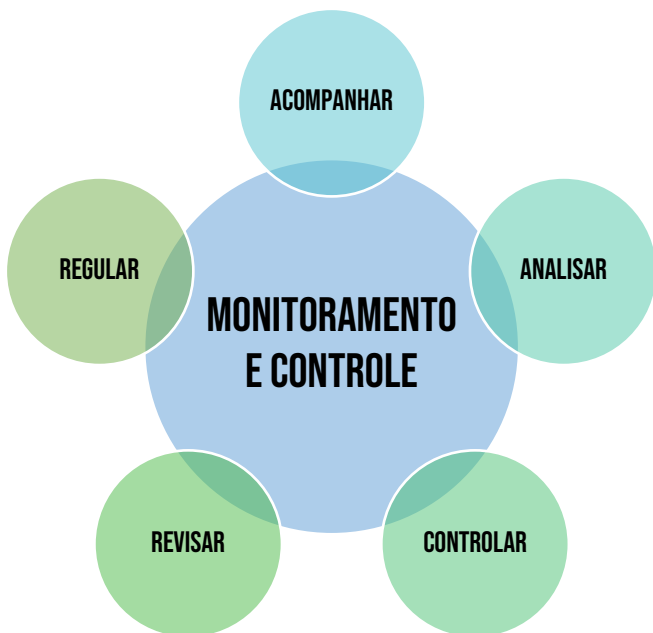 ACOMPANHAR
REGULAR
ANALISAR
MONITORAMENTO
E CONTROLE
REVISAR
CONTROLAR